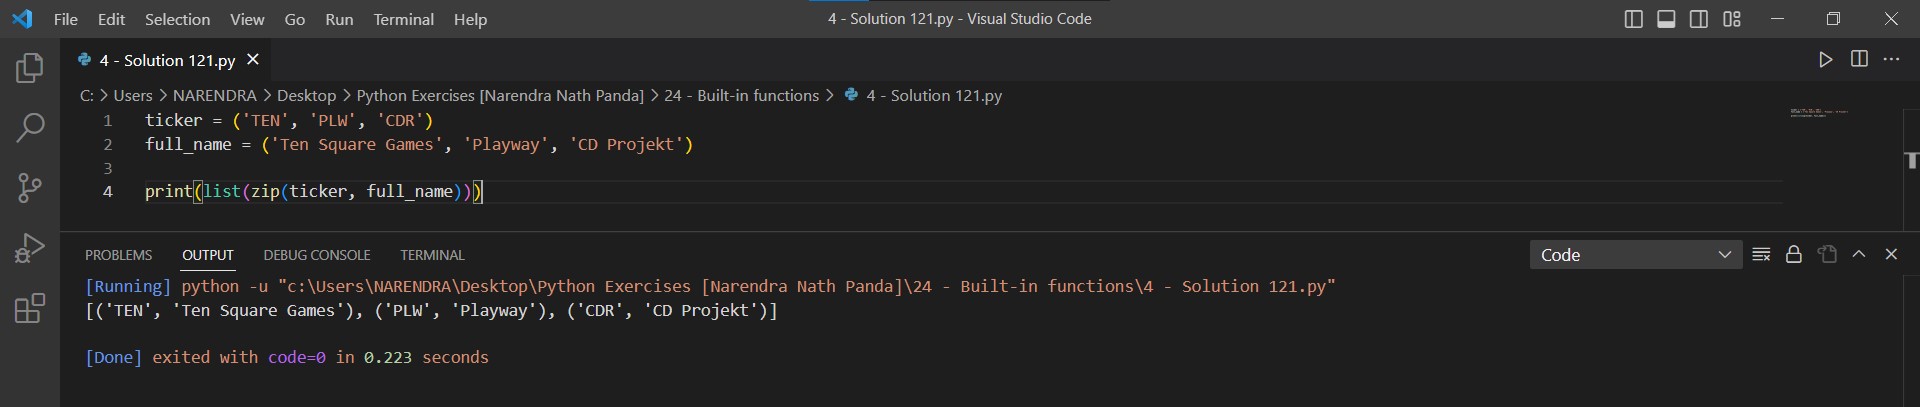 File Edit Selection View Go Run Terminal Help 4 - Solution 121.py - Visual Studio Code
4 - Solution 121.py
C: > Users > NARENDRA > Desktop > Python Exercises [Narendra Nath Panda] > 24 - Built-in functions > 4 - Solution 121.py
1 ticker = ('TEN', 'PLW', 'CDR')
2 full_name = ('Ten Square Games', 'Playway', 'CD Projekt')
3
4 print(list(zip(ticker, full_name)))
PROBLEMS OUTPUT DEBUG CONSOLE TERMINAL Code
[Running] python -u "c:\Users\NARENDRA\Desktop\Python Exercises [Narendra Nath Panda]\24 - Built-in functions\4 - Solution 121.py"
[('TEN', 'Ten Square Games'), ('PLW', 'Playway'), ('CDR', 'CD Projekt')]
[Done] exited with code=0 in 0.223 seconds